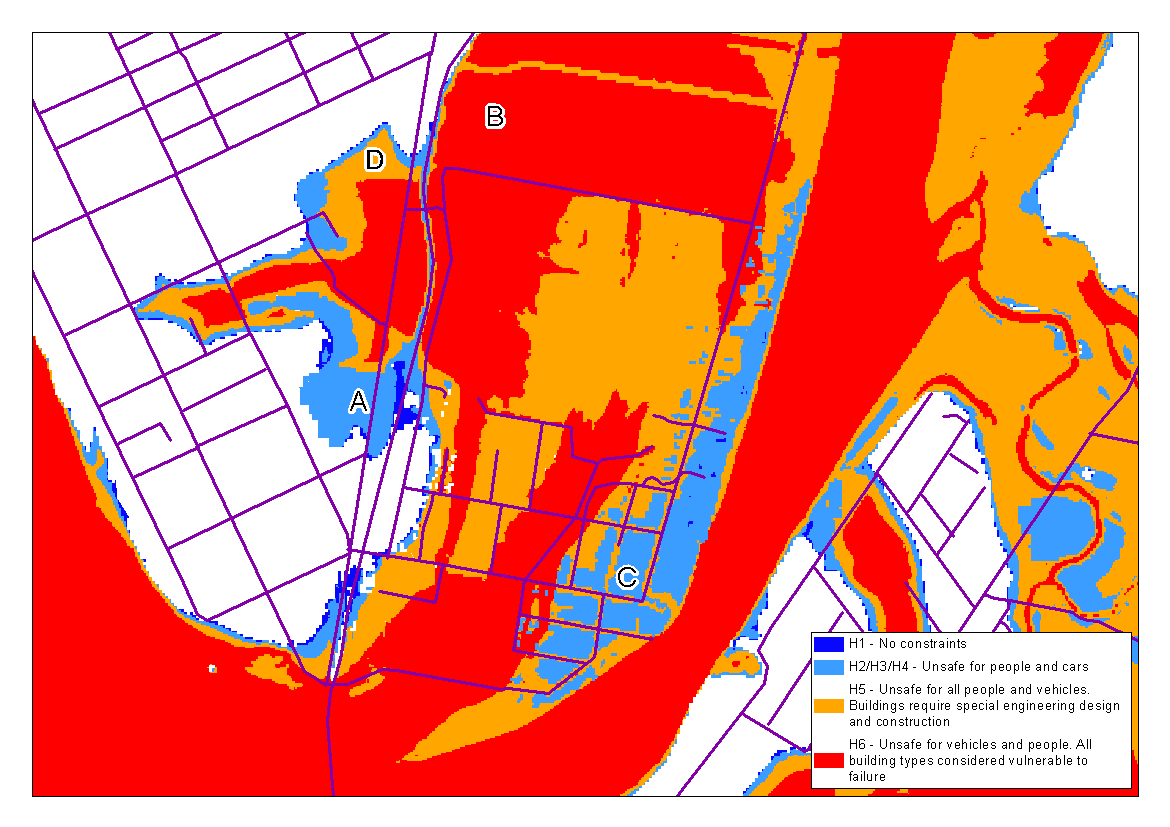 B
D
A
C
H1 - No constraints
H2/H3/H4 - Unsafe for people and cars
H5 - Unsafe for all people and vehicles.
Buildings require special engineering design
and construction
H6 - Unsafe for vehicles and people. All
building types considered vulnerable to
failure